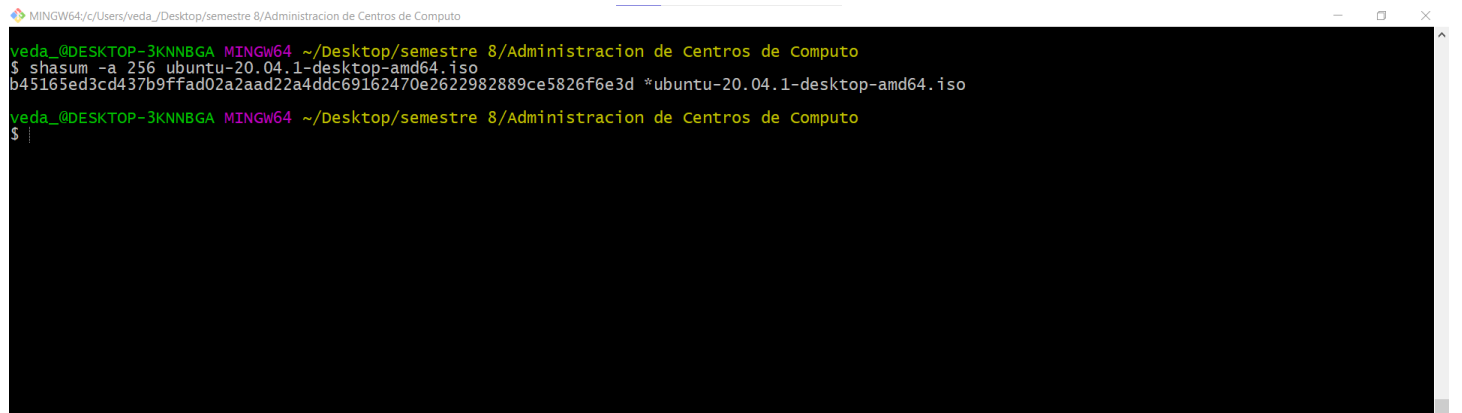 MINGW64:/c/Users/veda_/Desktop/semestre 8/Administracion de Centros de Computo
veda_@DESKTOP-3KNNBGA MINGW64 ~/Desktop/semestre 8/Administracion de Centros de Computo
$ shasum -a 256 ubuntu-20.04.1-desktop-amd64.iso
b45165ed3cd437b9ffad02a2aad22a4ddc69162470e2622982889ce5826f6e3d *ubuntu-20.04.1-desktop-amd64.iso
veda_@DESKTOP-3KNNBGA MINGW64 ~/Desktop/semestre 8/Administracion de Centros de Computo
$